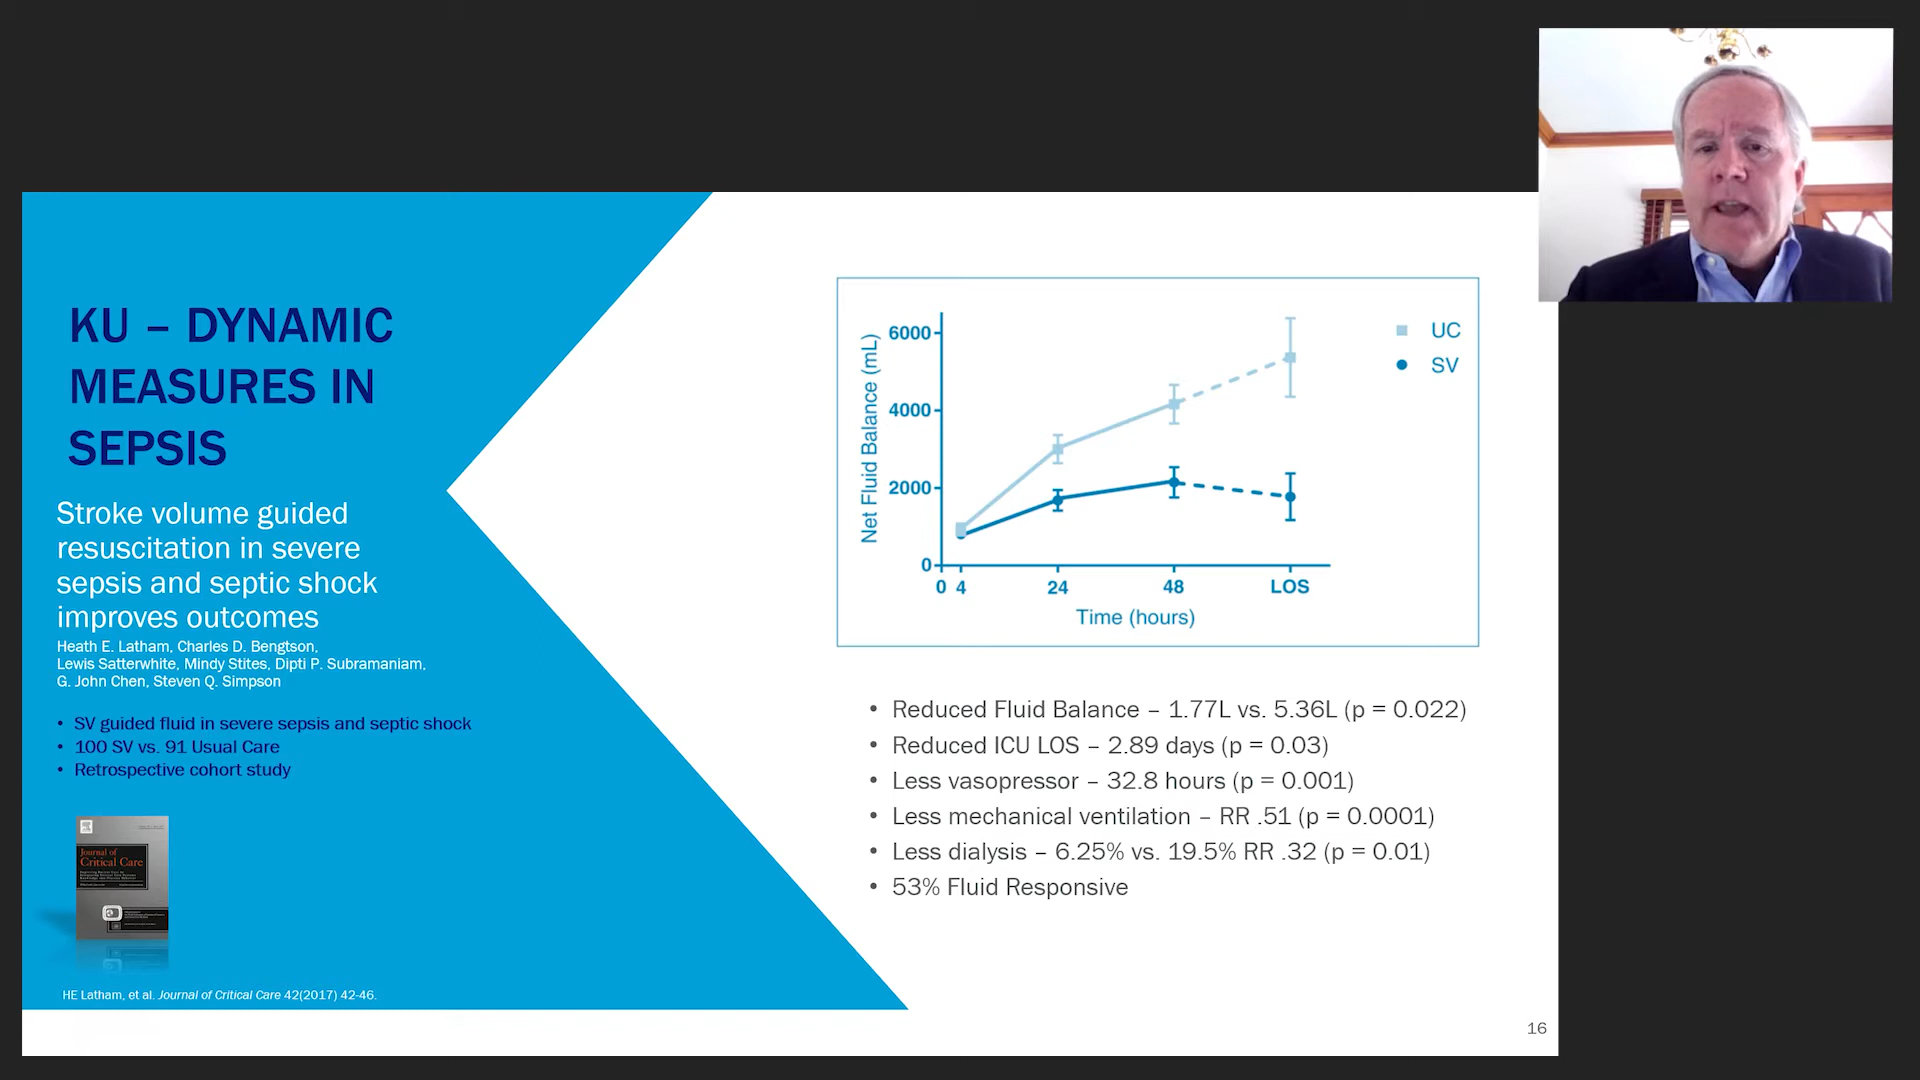 KU – DYNAMIC
MEASURES IN
SEPSIS
Stroke volume guided
resuscitation in severe
sepsis and septic shock
improves outcomes
Heath E. Latham, Charles D. Bengtson,
Lewis Satterwhite, Mindy Stites, Dipti P. Subramaniam,
G. John Chen, Steven Q. Simpson
• SV guided fluid in severe sepsis and septic shock
• 100 SV vs. 91 Usual Care
• Retrospective cohort study
Journal of
Critical Care
HE Latham, et al. Journal of Critical Care 42(2017) 42-46.
Net Fluid Balance (mL)
6000
4000
2000
0
0 4 24 48 LOS
Time (hours)
UC
SV
• Reduced Fluid Balance – 1.77L vs. 5.36L (p = 0.022)
• Reduced ICU LOS – 2.89 days (p = 0.03)
• Less vasopressor – 32.8 hours (p = 0.001)
• Less mechanical ventilation – RR .51 (p = 0.0001)
• Less dialysis – 6.25% vs. 19.5% RR .32 (p = 0.01)
• 53% Fluid Responsive
16